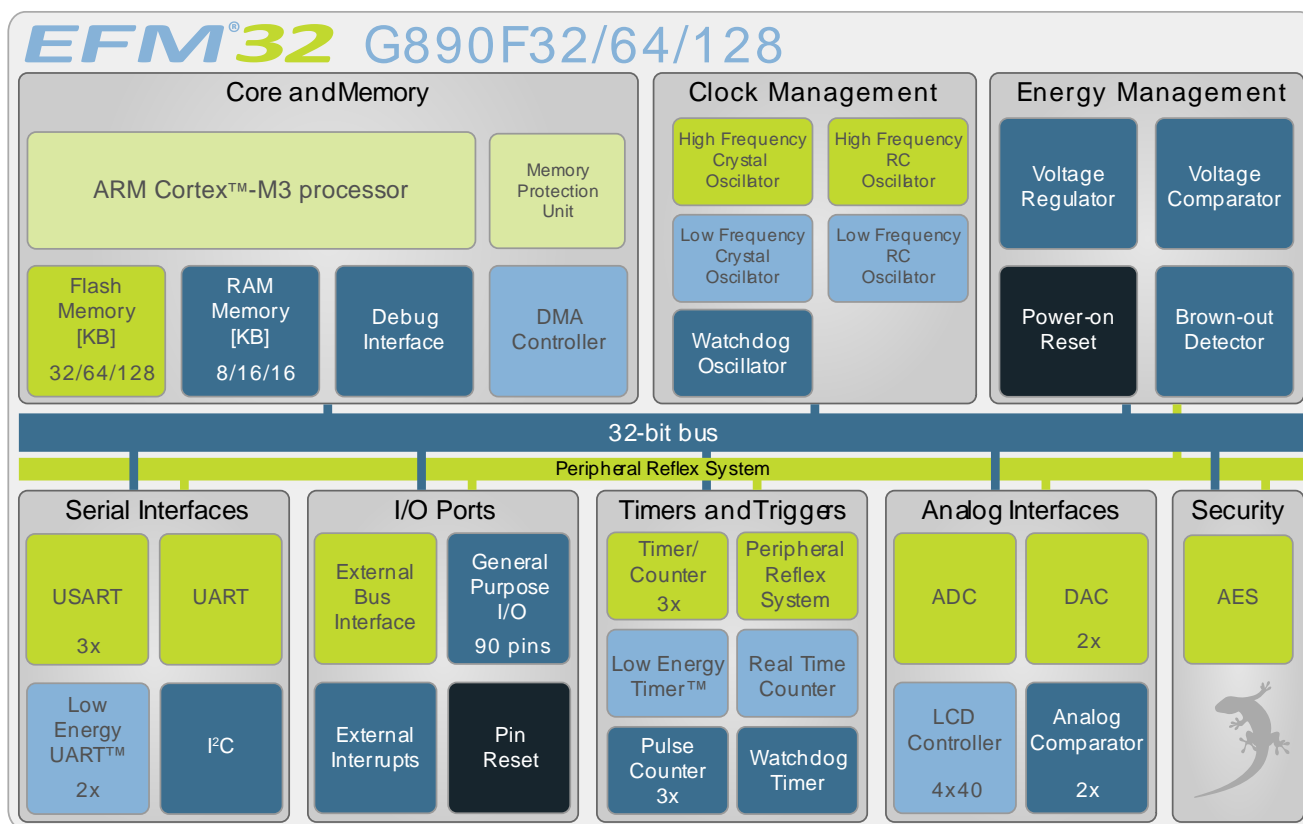 EFM®32 G890F32/64/128
Core and Memory
ARM Cortex™-M3 processor
Memory
Protection
Unit
Flash
Memory
[KB]
32/64/128
RAM
Memory
[KB]
8/16/16
Debug
Interface
DMA
Controller
Clock Management
High Frequency
Crystal
Oscillator
High Frequency
RC
Oscillator
Low Frequency
Crystal
Oscillator
Low Frequency
RC
Oscillator
Watchdog
Oscillator
Energy Management
Voltage
Regulator
Voltage
Comparator
Power-on
Reset
Brown-out
Detector
32-bit bus
Peripheral Reflex System
Serial Interfaces
USART
3x
UART
Low
Energy
UART™
2x
I²C
I/O Ports
External
Bus
Interface
General
Purpose
I/O
90 pins
External
Interrupts
Pin
Reset
Timers and Triggers
Timer/
Counter
3x
Peripheral
Reflex
System
Low Energy
Timer™
Real Time
Counter
Pulse
Counter
3x
Watchdog
Timer
Analog Interfaces
ADC
DAC
2x
LCD
Controller
4x40
Analog
Comparator
2x
Security
AES